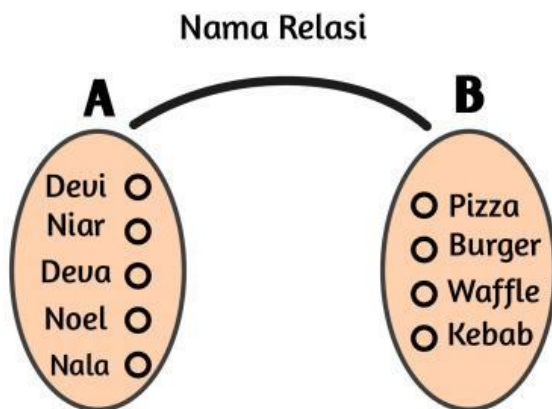 Nama Relasi
A
B
Devi
Niar
Deva
Noel
Nala
Pizza
Burger
Waffle
Kebab